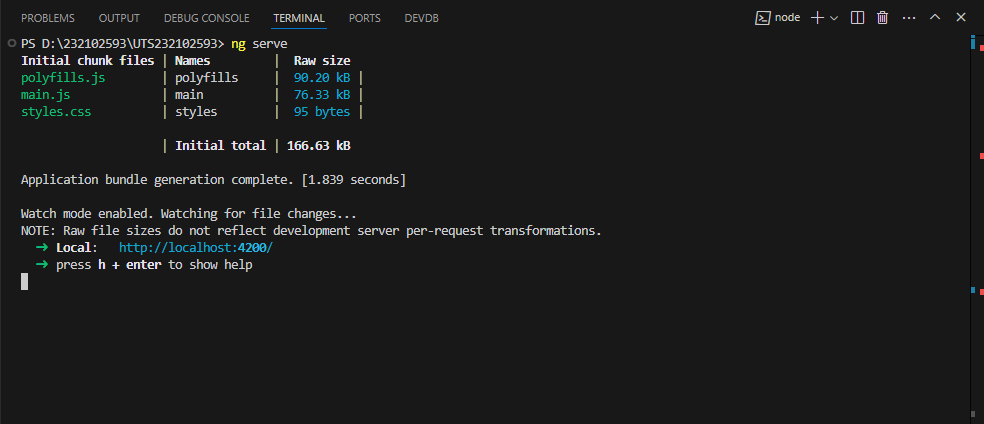 PROBLEMS OUTPUT DEBUG CONSOLE TERMINAL PORTS DEVDB node
PS D:\232102593\UTS232102593> ng serve
Initial chunk files | Names | Raw size
polyfills.js | polyfills | 90.20 kB |
main.js | main | 76.33 kB |
styles.css | styles | 95 bytes |
| Initial total | 166.63 kB
Application bundle generation complete. [1.839 seconds]
Watch mode enabled. Watching for file changes...
NOTE: Raw file sizes do not reflect development server per-request transformations.
➜ Local: http://localhost:4200/
➜ press h + enter to show help